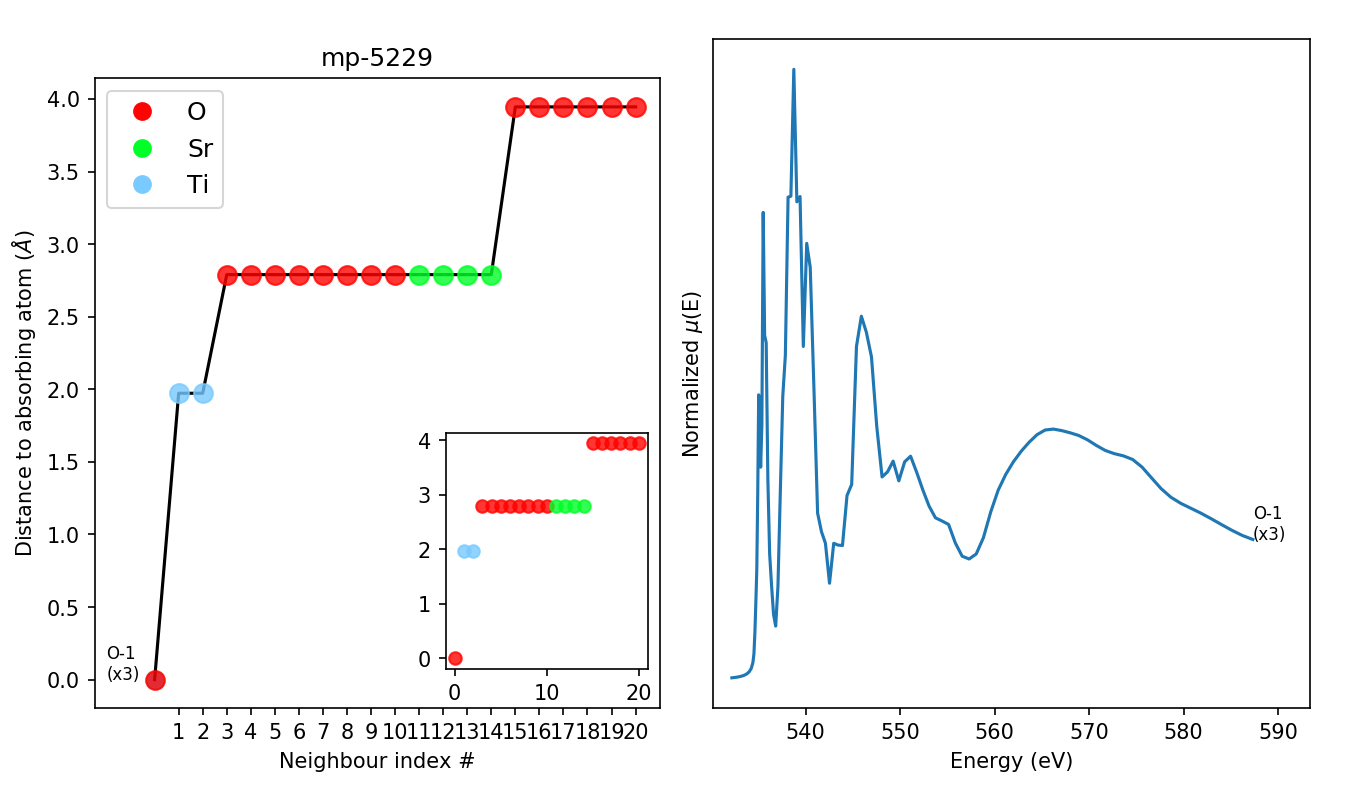 mp-5229
O
Sr
Ti
4.0
3.5
3.0
2.5
2.0
1.5
1.0
0.5
0.0
Distance to absorbing atom (Å)
O-1
(x3)
4
3
2
1
0
0 10 20
1 2 3 4 5 6 7 8 9 10 11 12 13 14 15 16 17 18 19 20
Neighbour index #
Normalized μ(E)
O-1
(x3)
540 550 560 570 580 590
Energy (eV)